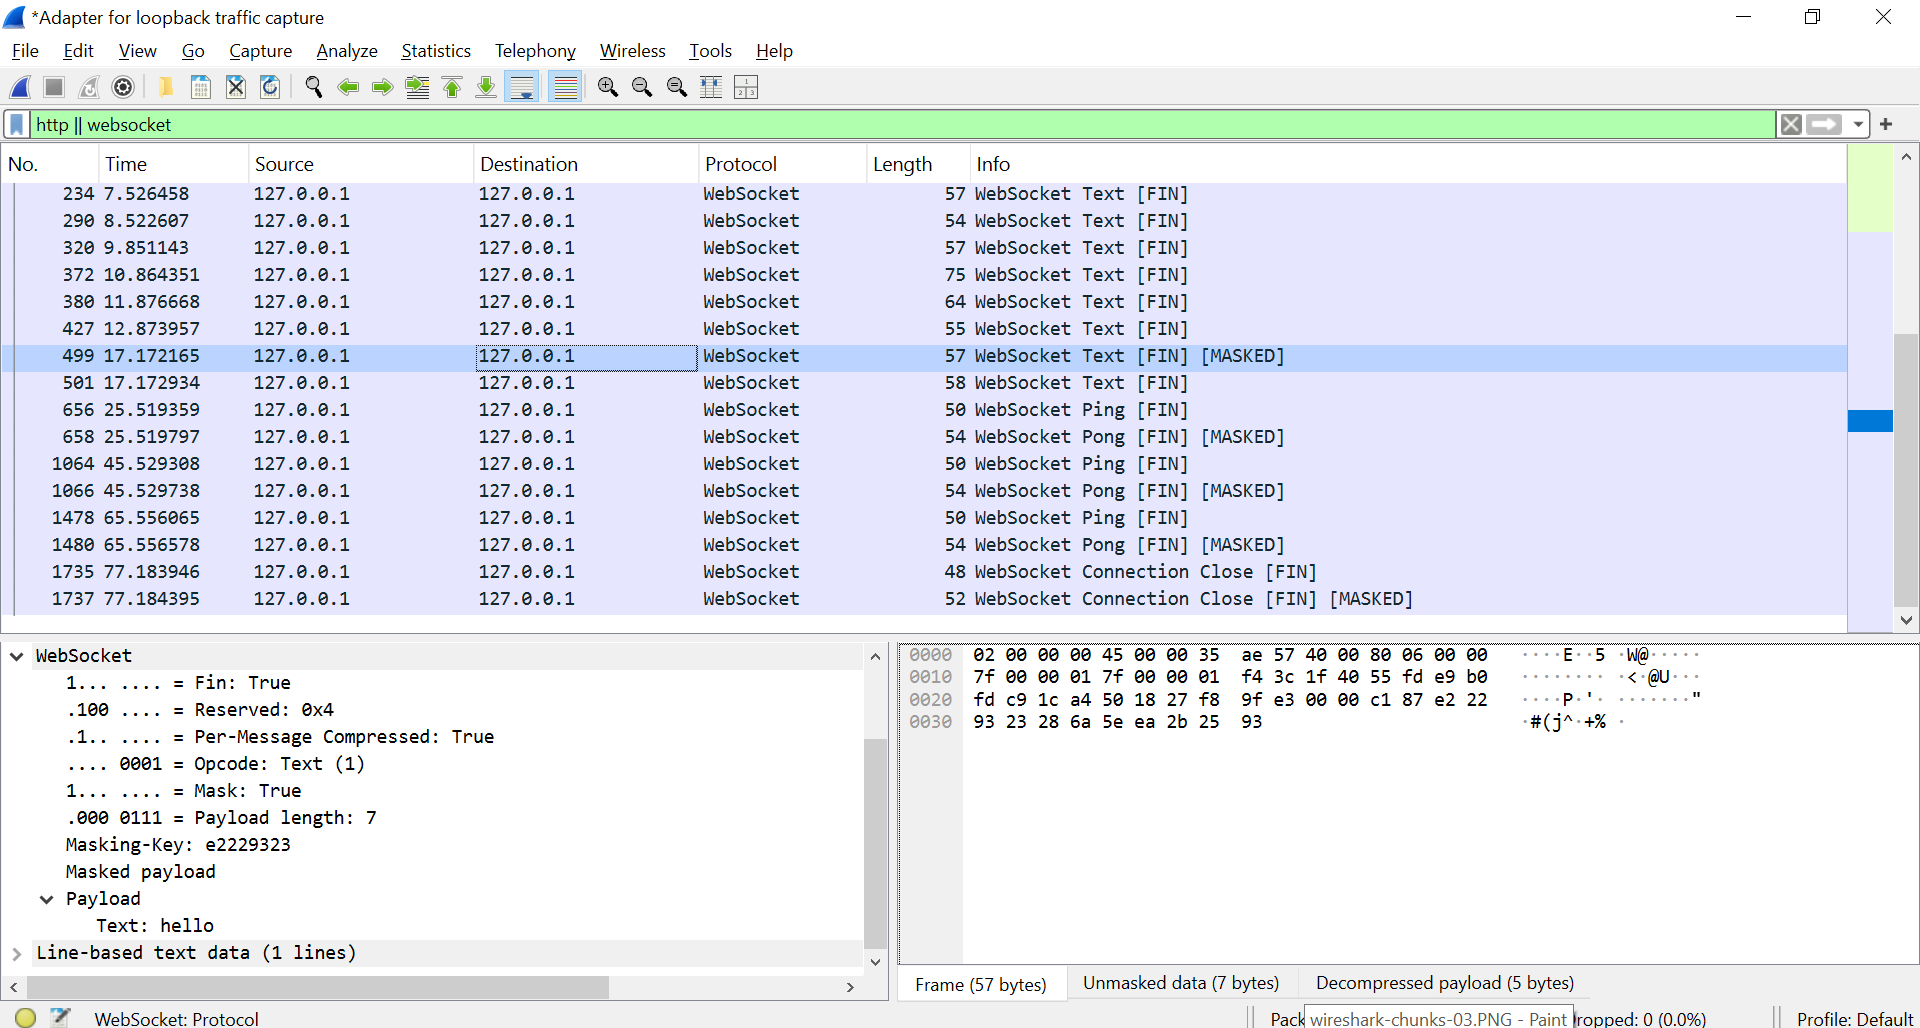 *Adapter for loopback traffic capture
File Edit View Go Capture Analyze Statistics Telephony Wireless Tools Help
http || websocket
No. Time Source Destination Protocol Length Info
234 7.526458 127.0.0.1 127.0.0.1 WebSocket 57 WebSocket Text [FIN]
290 8.522607 127.0.0.1 127.0.0.1 WebSocket 54 WebSocket Text [FIN]
320 9.851143 127.0.0.1 127.0.0.1 WebSocket 57 WebSocket Text [FIN]
372 10.864351 127.0.0.1 127.0.0.1 WebSocket 75 WebSocket Text [FIN]
380 11.876668 127.0.0.1 127.0.0.1 WebSocket 64 WebSocket Text [FIN]
427 12.873957 127.0.0.1 127.0.0.1 WebSocket 55 WebSocket Text [FIN]
499 17.172165 127.0.0.1 127.0.0.1 WebSocket 57 WebSocket Text [FIN] [MASKED]
501 17.172934 127.0.0.1 127.0.0.1 WebSocket 58 WebSocket Text [FIN]
656 25.519359 127.0.0.1 127.0.0.1 WebSocket 50 WebSocket Ping [FIN]
658 25.519797 127.0.0.1 127.0.0.1 WebSocket 54 WebSocket Pong [FIN] [MASKED]
1064 45.529308 127.0.0.1 127.0.0.1 WebSocket 50 WebSocket Ping [FIN]
1066 45.529738 127.0.0.1 127.0.0.1 WebSocket 54 WebSocket Pong [FIN] [MASKED]
1478 65.556065 127.0.0.1 127.0.0.1 WebSocket 50 WebSocket Ping [FIN]
1480 65.556578 127.0.0.1 127.0.0.1 WebSocket 54 WebSocket Pong [FIN] [MASKED]
1735 77.183946 127.0.0.1 127.0.0.1 WebSocket 48 WebSocket Connection Close [FIN]
1737 77.184395 127.0.0.1 127.0.0.1 WebSocket 52 WebSocket Connection Close [FIN] [MASKED]
WebSocket
1... .... = Fin: True
.100 .... = Reserved: 0x4
.1.. .... = Per-Message Compressed: True
.... 0001 = Opcode: Text (1)
1... .... = Mask: True
.000 0111 = Payload length: 7
Masking-Key: e2229323
Masked payload
Payload
Text: hello
Line-based text data (1 lines)
0000 02 00 00 00 45 00 00 35 ae 57 40 00 80 06 00 00 ····E··5 ·W@·····
0010 7f 00 00 01 7f 00 00 01 f4 3c 1f 40 55 fd e9 b0 ········ ·<·@U···
0020 fd c9 1c a4 50 18 27 f8 9f e3 00 00 c1 87 e2 22 ····P·'· ·······"
0030 93 23 28 6a 5e ea 2b 25 93 ·#(j^·+% ·
Frame (57 bytes) Unmasked data (7 bytes) Decompressed payload (5 bytes)
WebSocket: Protocol Pack wireshark-chunks-03.PNG - Paint ropped: 0 (0.0%) Profile: Default